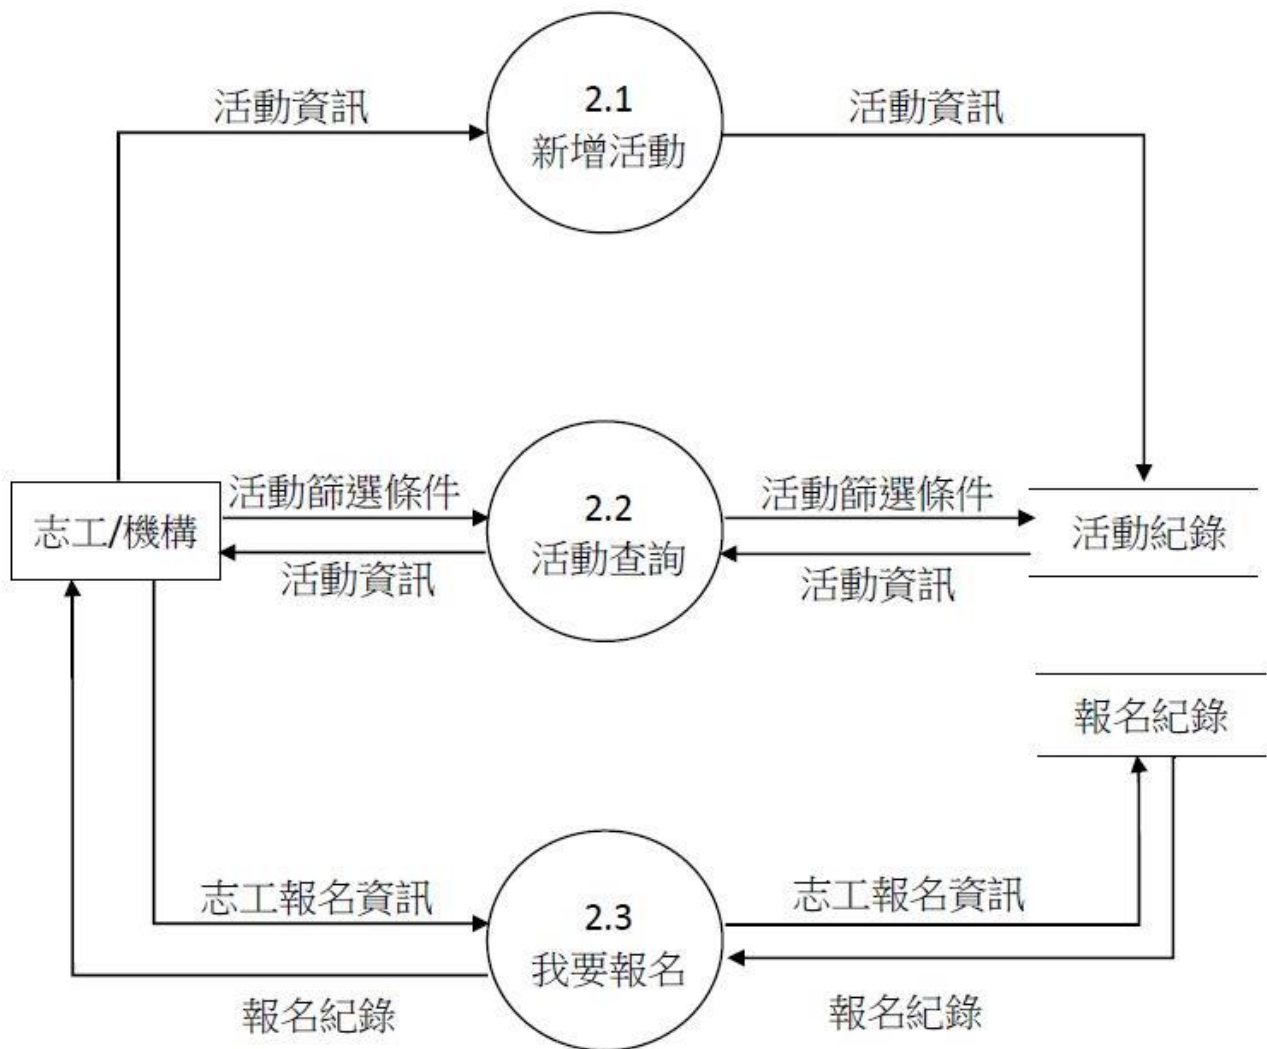 活動資訊
2.1
新增活動
活動資訊
志工/機構
活動篩選條件
活動資訊
2.2
活動查詢
活動篩選條件
活動資訊
活動紀錄
報名紀錄
志工報名資訊
報名紀錄
2.3
我要報名
志工報名資訊
報名紀錄